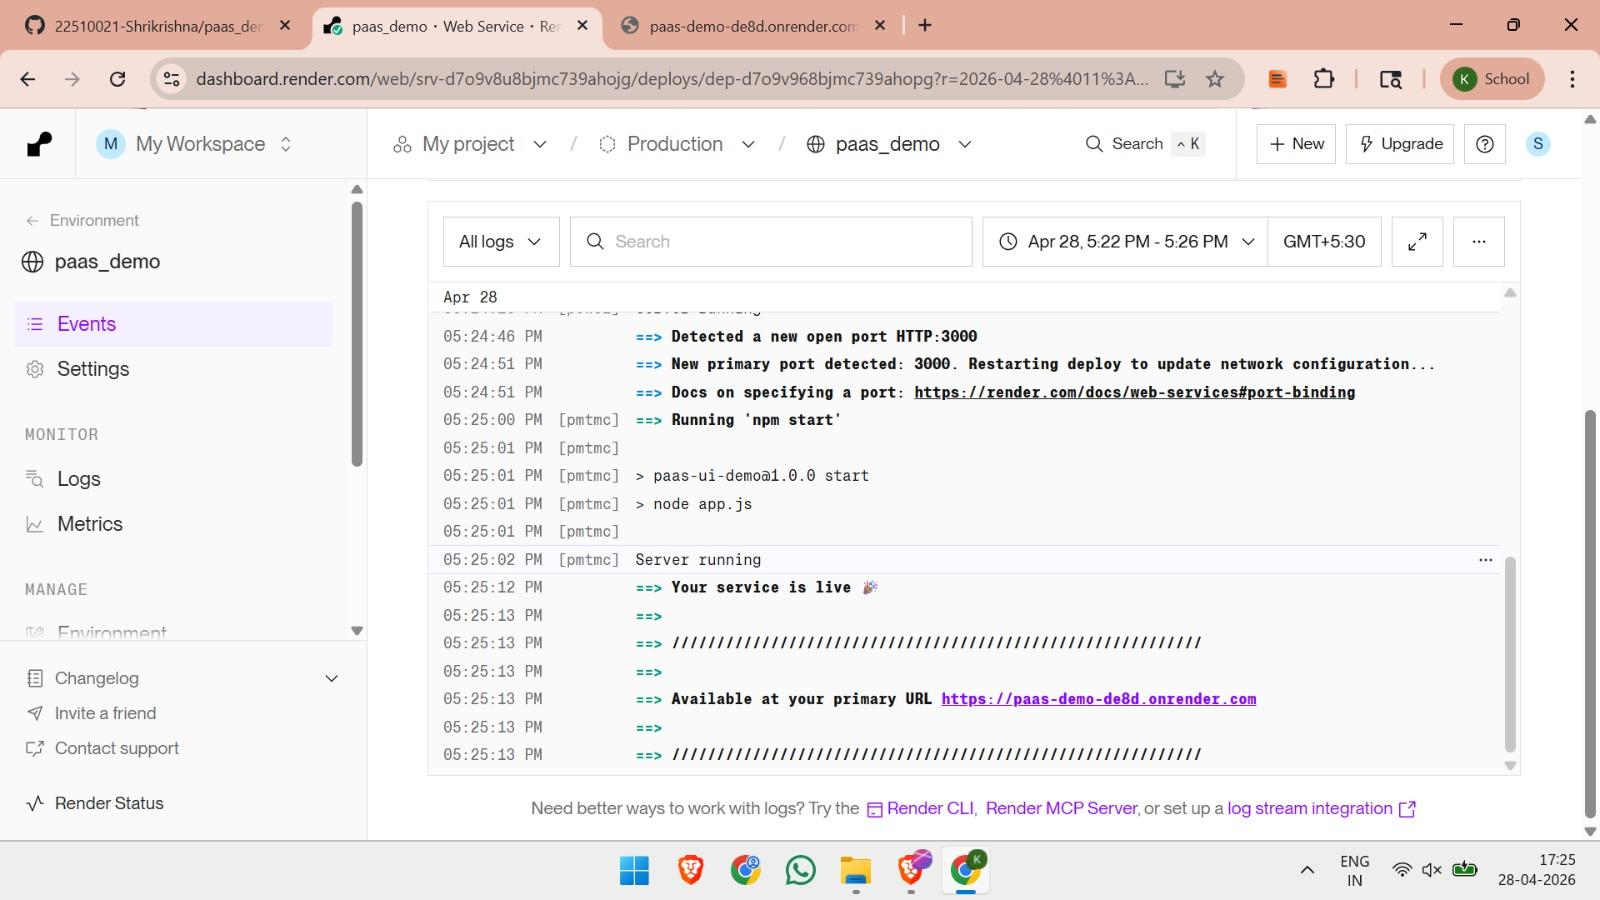 22510021-Shrikrishna/paas_der
paas_demo · Web Service · Re
paas-demo-de8d.onrender.com
dashboard.render.com/web/srv-d7o9v8u8bjmc739ahojg/deploys/dep-d7o9v968bjmc739ahopg?r=2026-04-28%4011%3A...
K School
M My Workspace
My project / Production / paas_demo
Search ^ K
+ New
Upgrade
S
← Environment
paas_demo
Events
Settings
MONITOR
Logs
Metrics
MANAGE
Environment
Changelog
Invite a friend
Contact support
Render Status
All logs
Search
Apr 28, 5:22 PM - 5:26 PM
GMT+5:30
...
Apr 28
05:24:46 PM ==> Detected a new open port HTTP:3000
05:24:51 PM ==> New primary port detected: 3000. Restarting deploy to update network configuration...
05:24:51 PM ==> Docs on specifying a port: https://render.com/docs/web-services#port-binding
05:25:00 PM [pmtmc] ==> Running 'npm start'
05:25:01 PM [pmtmc]
05:25:01 PM [pmtmc] > paas-ui-demo@1.0.0 start
05:25:01 PM [pmtmc] > node app.js
05:25:01 PM [pmtmc]
05:25:02 PM [pmtmc] Server running ...
05:25:12 PM ==> Your service is live 🎉
05:25:13 PM ==>
05:25:13 PM ==> ///////////////////////////////////////////////////////////
05:25:13 PM ==>
05:25:13 PM ==> Available at your primary URL https://paas-demo-de8d.onrender.com
05:25:13 PM ==>
05:25:13 PM ==> ///////////////////////////////////////////////////////////
Need better ways to work with logs? Try the Render CLI, Render MCP Server, or set up a log stream integration
K
ENG
IN
17:25
28-04-2026